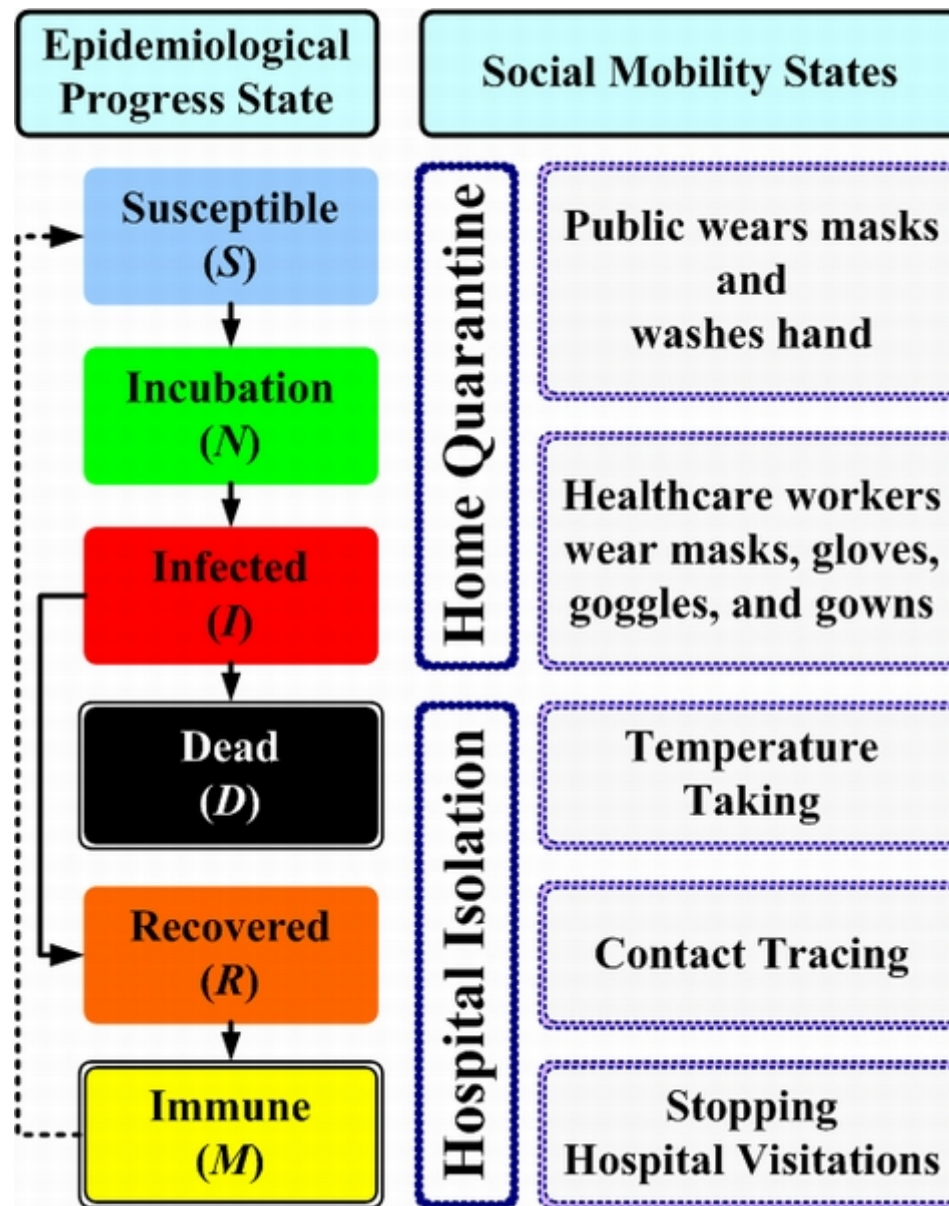 Epidemiological
Progress State
Social Mobility States
Susceptible
(S)
Incubation
(N)
Infected
(I)
Dead
(D)
Recovered
(R)
Immune
(M)
Home Quarantine
Hospital Isolation
Public wears masks
and
washes hand
Healthcare workers
wear masks, gloves,
goggles, and gowns
Temperature
Taking
Contact Tracing
Stopping
Hospital Visitations